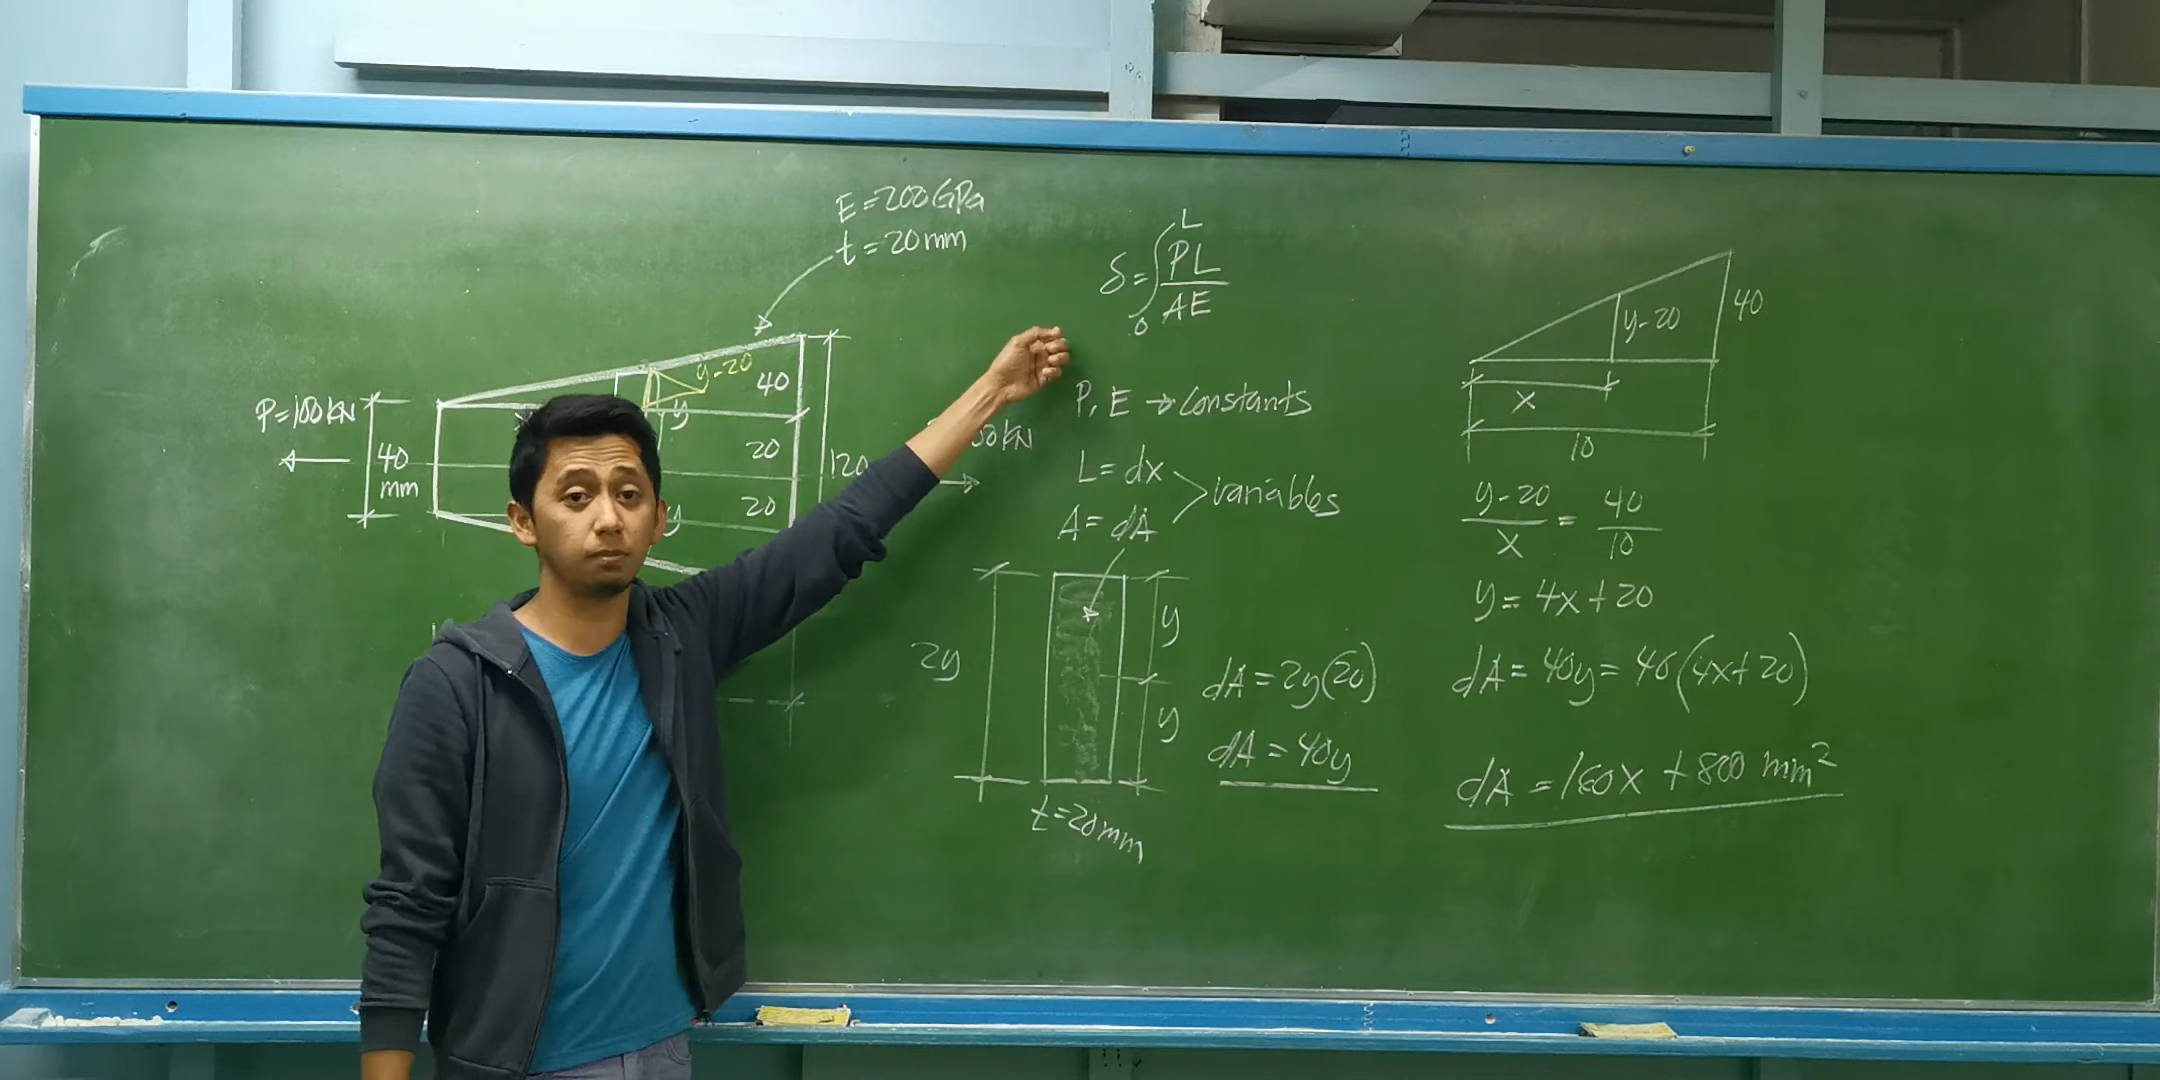 E = 200 GPa
t = 20 mm
P = 100 kN
40
mm
y-20
40
y
20
20
y
120
00 kN
δ = ∫₀ᴸ PL/AE
P, E → constants
L = dx
A = dA
variables
2y
y
y
t = 20 mm
dA = 2y(20)
dA = 40y
y-20
40
x
10
(y-20)/x = 40/10
y = 4x + 20
dA = 40y = 40(4x + 20)
dA = 160x + 800 mm²